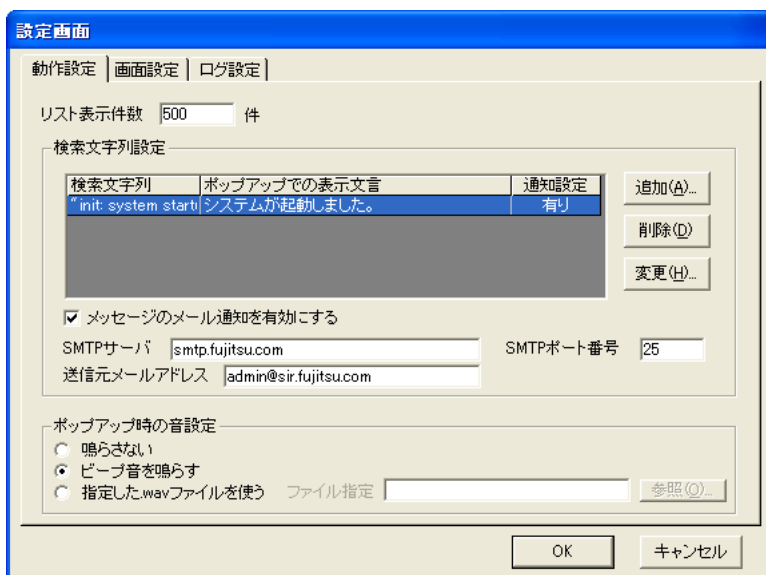 設定画面
動作設定 画面設定 ログ設定
リスト表示件数 500 件
検索文字列設定
検索文字列 ポップアップでの表示文言 通知設定
"init: system start システムが起動しました。 有り
追加(A)...
削除(D)
変更(H)...
メッセージのメール通知を有効にする
SMTPサーバ smtp.fujitsu.com SMTPポート番号 25
送信元メールアドレス admin@sir.fujitsu.com
ポップアップ時の音設定
鳴らさない
ビープ音を鳴らす
指定した.wavファイルを使う ファイル指定 参照(O)...
OK キャンセル